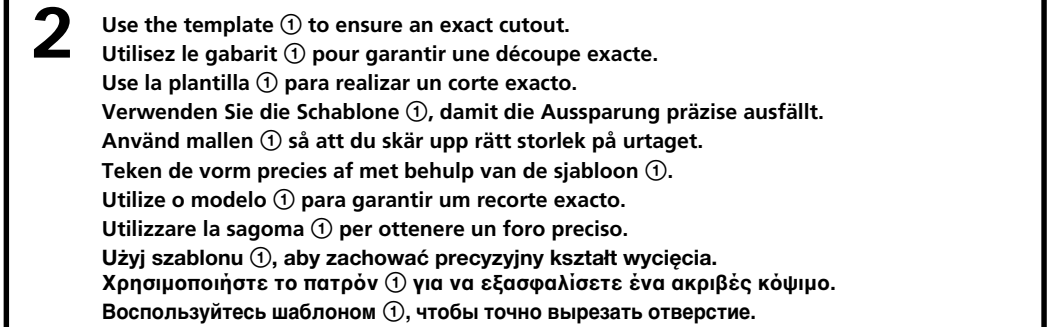 2
Use the template ① to ensure an exact cutout.
Utilisez le gabarit ① pour garantir une découpe exacte.
Use la plantilla ① para realizar un corte exacto.
Verwenden Sie die Schablone ①, damit die Aussparung präzise ausfällt.
Använd mallen ① så att du skär upp rätt storlek på urtaget.
Teken de vorm precies af met behulp van de sjabloon ①.
Utilize o modelo ① para garantir um recorte exacto.
Utilizzare la sagoma ① per ottenere un foro preciso.
Użyj szablonu ①, aby zachować precyzyjny kształt wycięcia.
Χρησιμοποιήστε το πατρόν ① για να εξασφαλίσετε ένα ακριβές κόψιμο.
Воспользуйтесь шаблоном ①, чтобы точно вырезать отверстие.